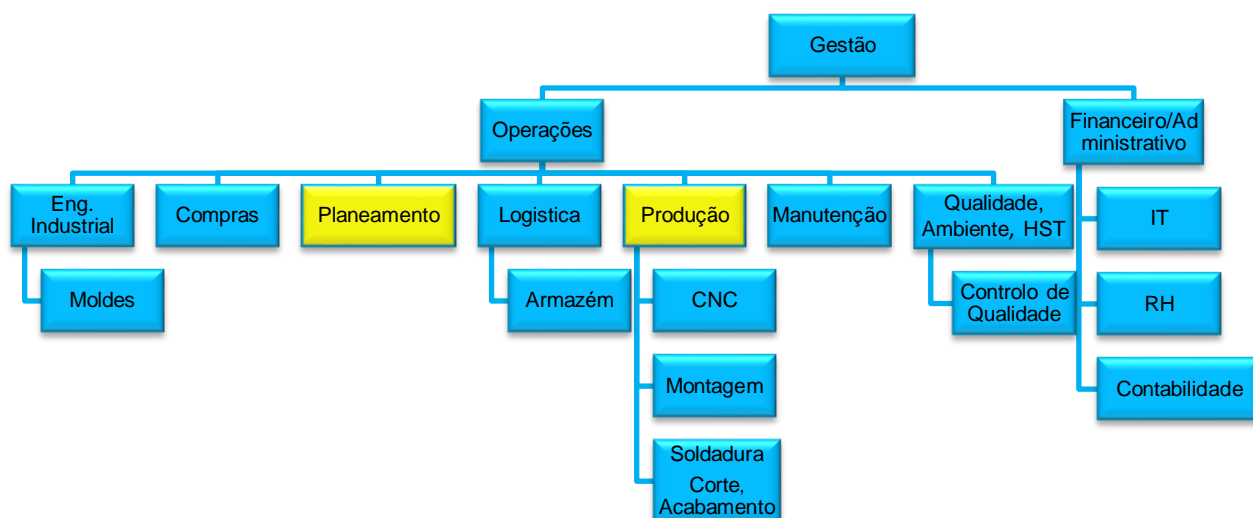 Gestão
Operações
Financeiro/Ad
ministrativo
Eng.
Industrial
Compras
Planeamento
Logistica
Produção
Manutenção
Qualidade,
Ambiente, HST
IT
Moldes
Armazém
CNC
Controlo de
Qualidade
RH
Montagem
Contabilidade
Soldadura
Corte,
Acabamento